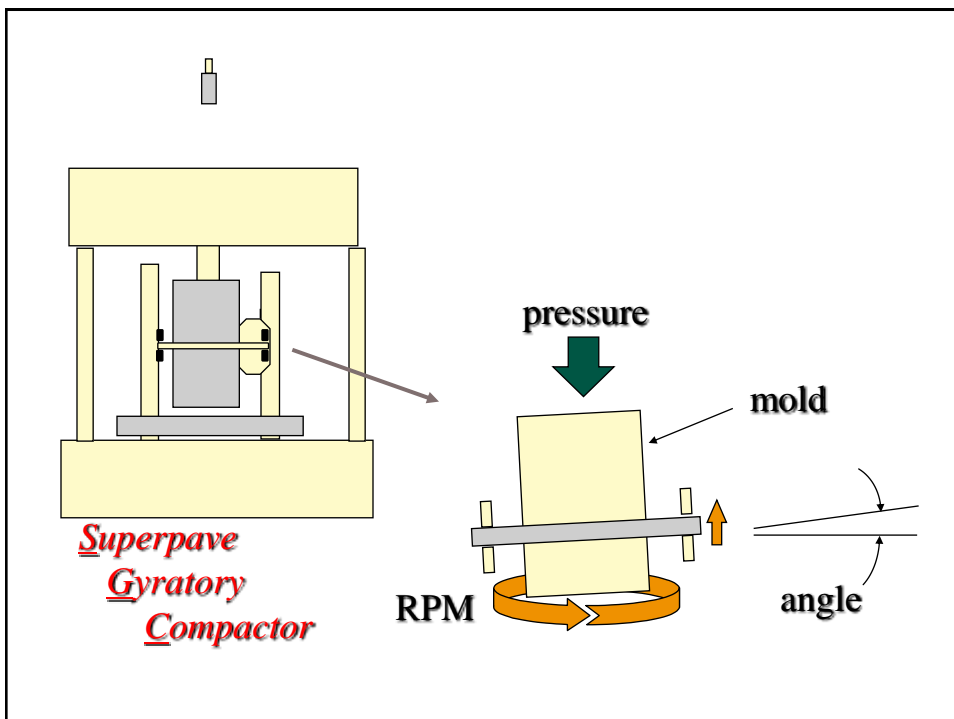 Superpave
Gyratory
Compactor
pressure
mold
RPM
angle